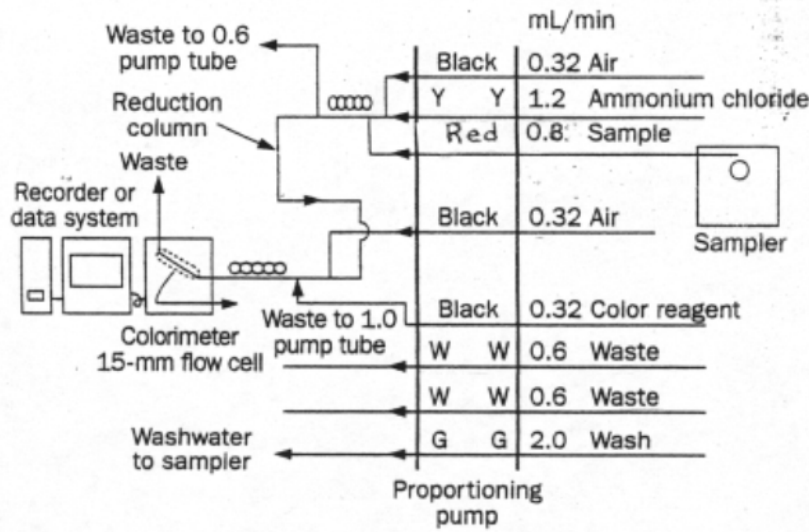 mL/min
Waste to 0.6
pump tube
Black 0.32 Air
Y Y 1.2 Ammonium chloride
Reduction
column
Red 0.8 Sample
Waste
Recorder or
data system
Black 0.32 Air
Sampler
Black 0.32 Color reagent
Waste to 1.0
pump tube
Colorimeter
15-mm flow cell
W W 0.6 Waste
W W 0.6 Waste
Washwater
to sampler
G G 2.0 Wash
Proportioning
pump